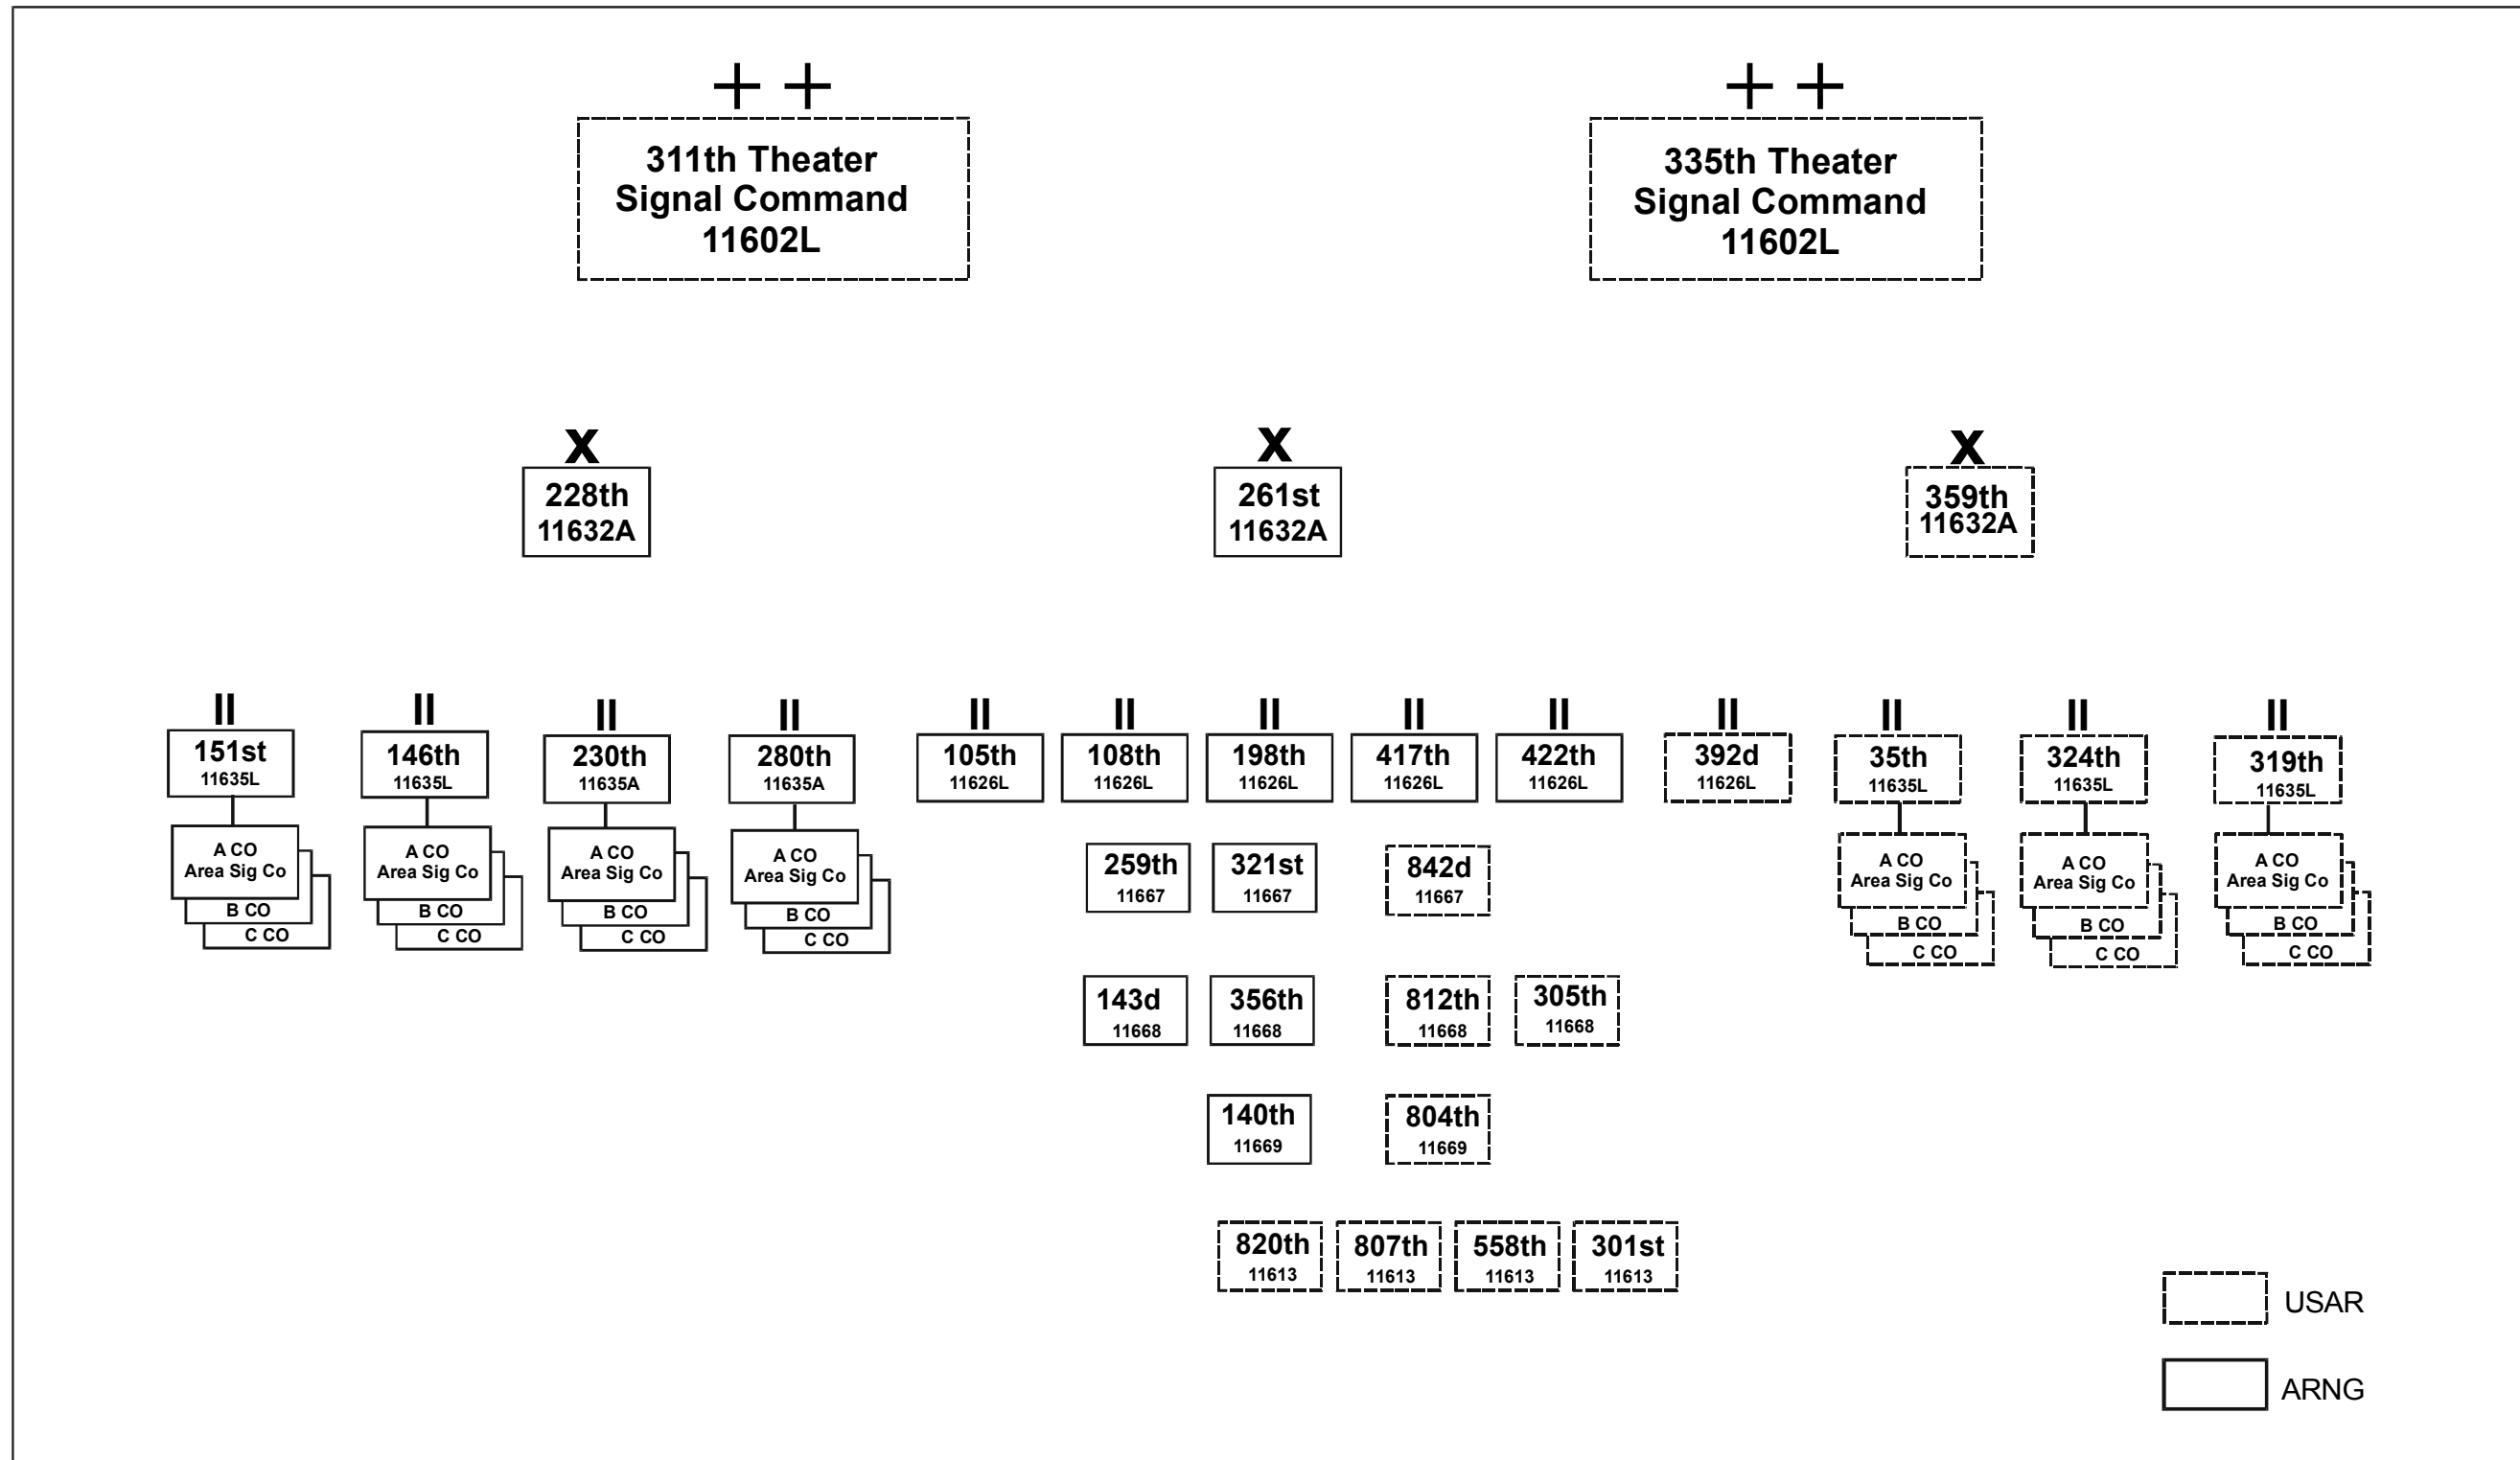 311th Theater
Signal Command
11602L
335th Theater
Signal Command
11602L
X
228th
11632A
X
261st
11632A
X
359th
11632A
II
151st
11635L
A CO
Area Sig Co
B CO
C CO
II
146th
11635L
A CO
Area Sig Co
B CO
C CO
II
230th
11635A
A CO
Area Sig Co
B CO
C CO
II
280th
11635A
A CO
Area Sig Co
B CO
C CO
II
105th
11626L
II
108th
11626L
II
198th
11626L
II
417th
11626L
II
422th
11626L
II
392d
11626L
II
35th
11635L
A CO
Area Sig Co
B CO
C CO
II
324th
11635L
A CO
Area Sig Co
B CO
C CO
II
319th
11635L
A CO
Area Sig Co
B CO
C CO
259th
11667
321st
11667
842d
11667
143d
11668
356th
11668
812th
11668
305th
11668
140th
11669
804th
11669
820th
11613
807th
11613
558th
11613
301st
11613
USAR
ARNG